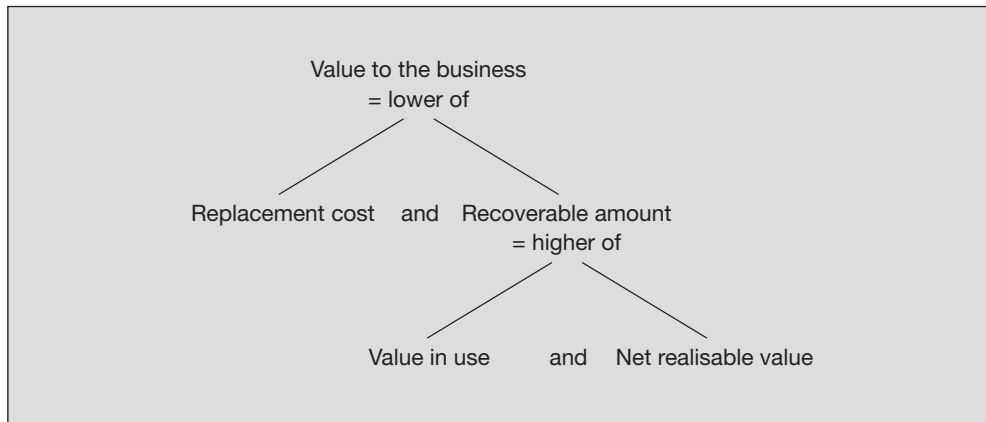 Value to the business
= lower of
Replacement cost and Recoverable amount
= higher of
Value in use and Net realisable value